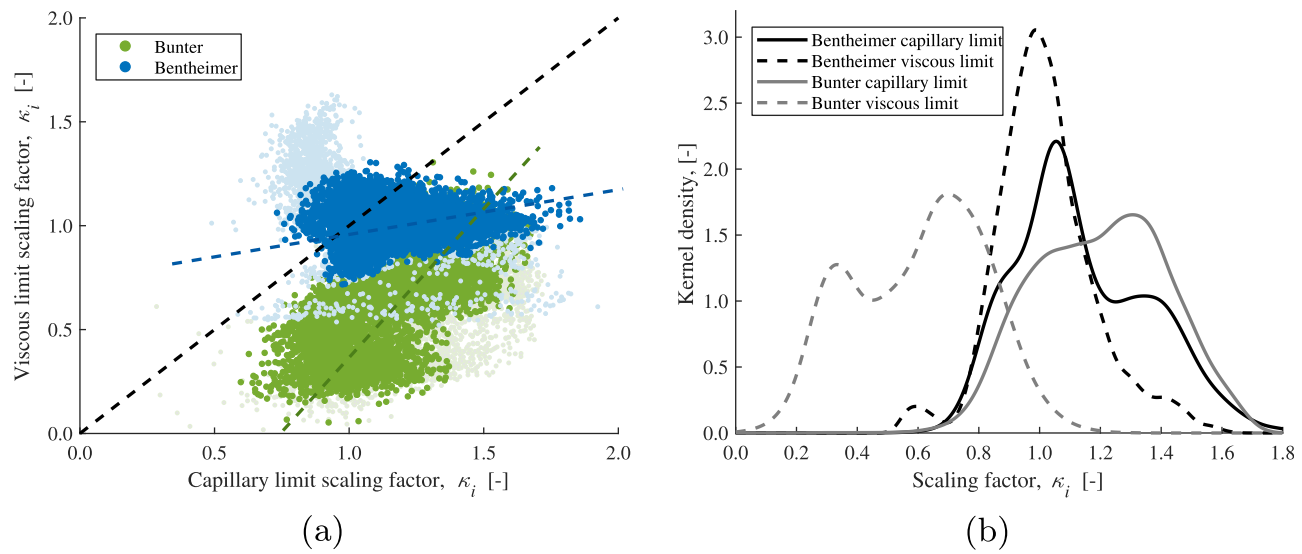 2.0
1.5
1.0
0.5
0.0
Viscous limit scaling factor, κi [-]
Bunter
Bentheimer
0.0 0.5 1.0 1.5 2.0
Capillary limit scaling factor, κi [-]
(a)
3.0
2.5
2.0
1.5
1.0
0.5
0.0
Kernel density, [-]
Bentheimer capillary limit
Bentheimer viscous limit
Bunter capillary limit
Bunter viscous limit
0.0 0.2 0.4 0.6 0.8 1.0 1.2 1.4 1.6 1.8
Scaling factor, κi [-]
(b)